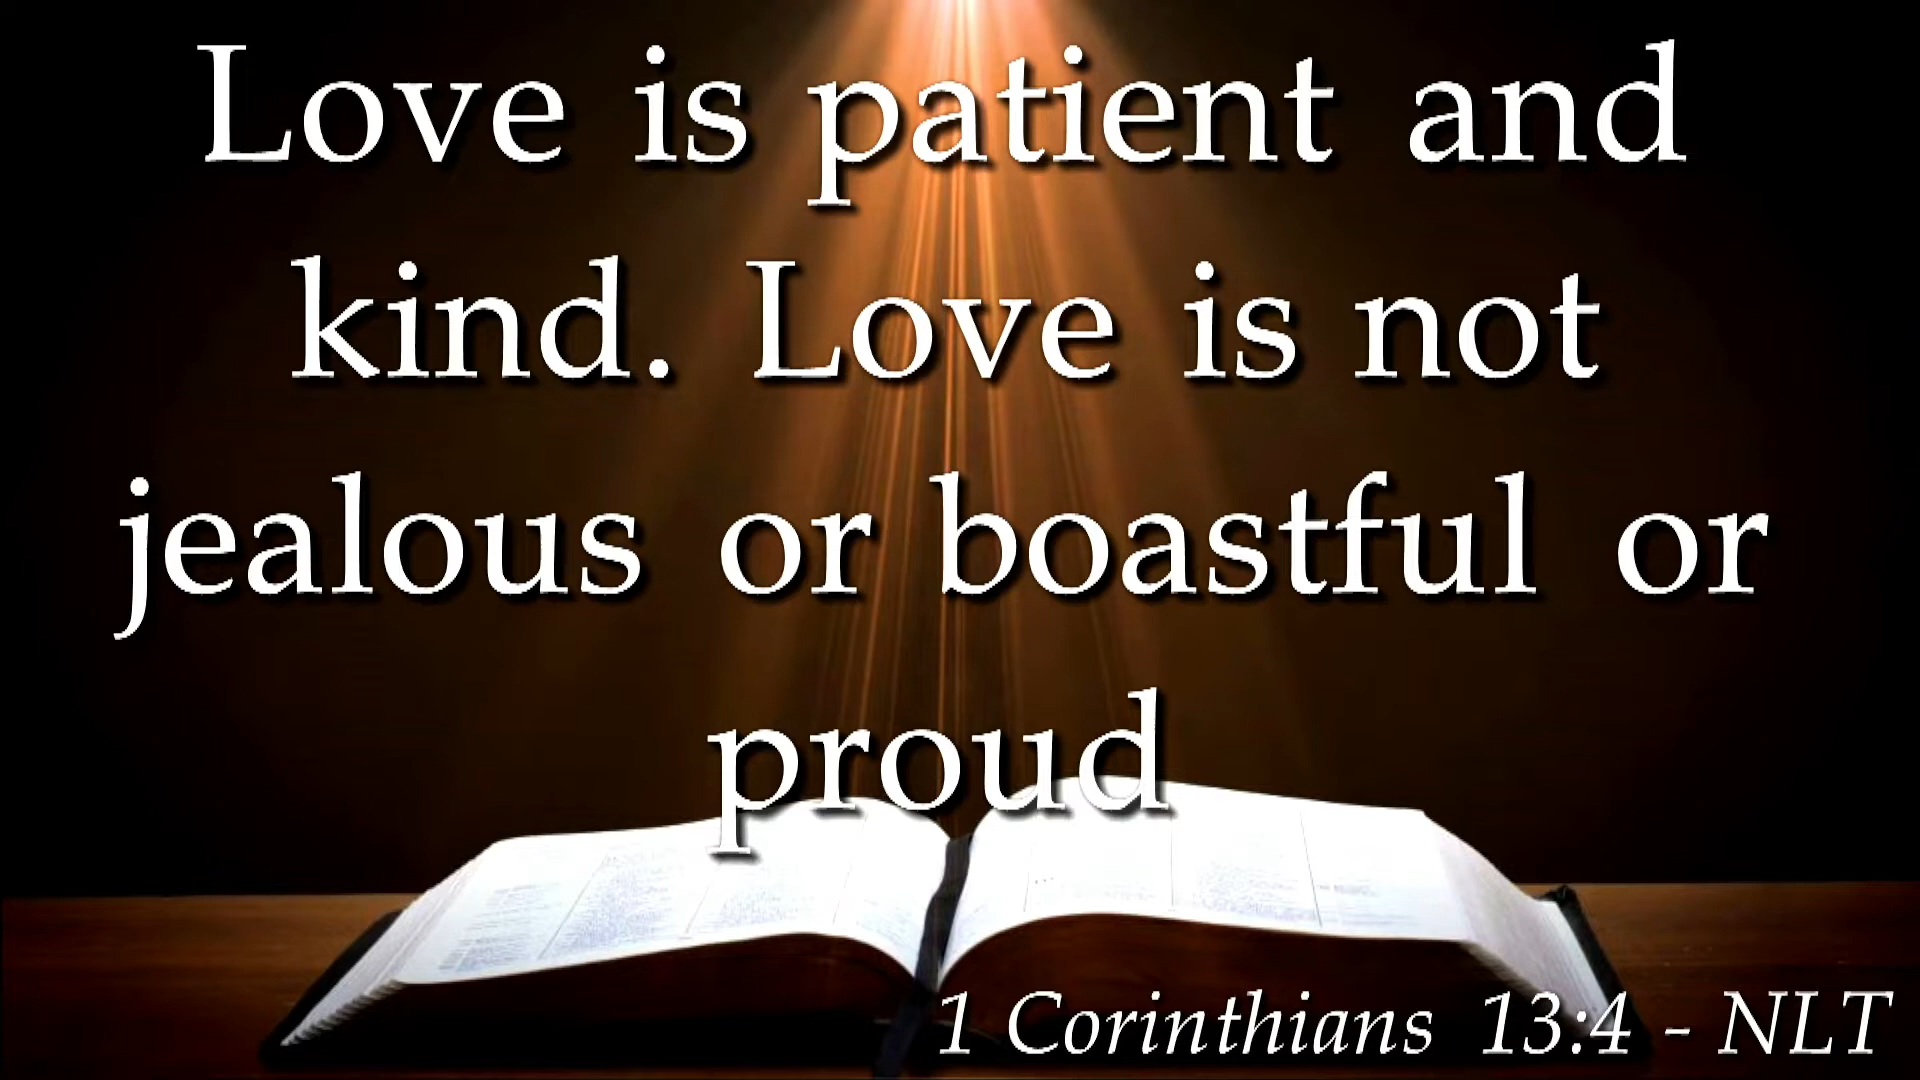 Love is patient and
kind. Love is not
jealous or boastful or
proud
1 Corinthians 13:4 - NLT